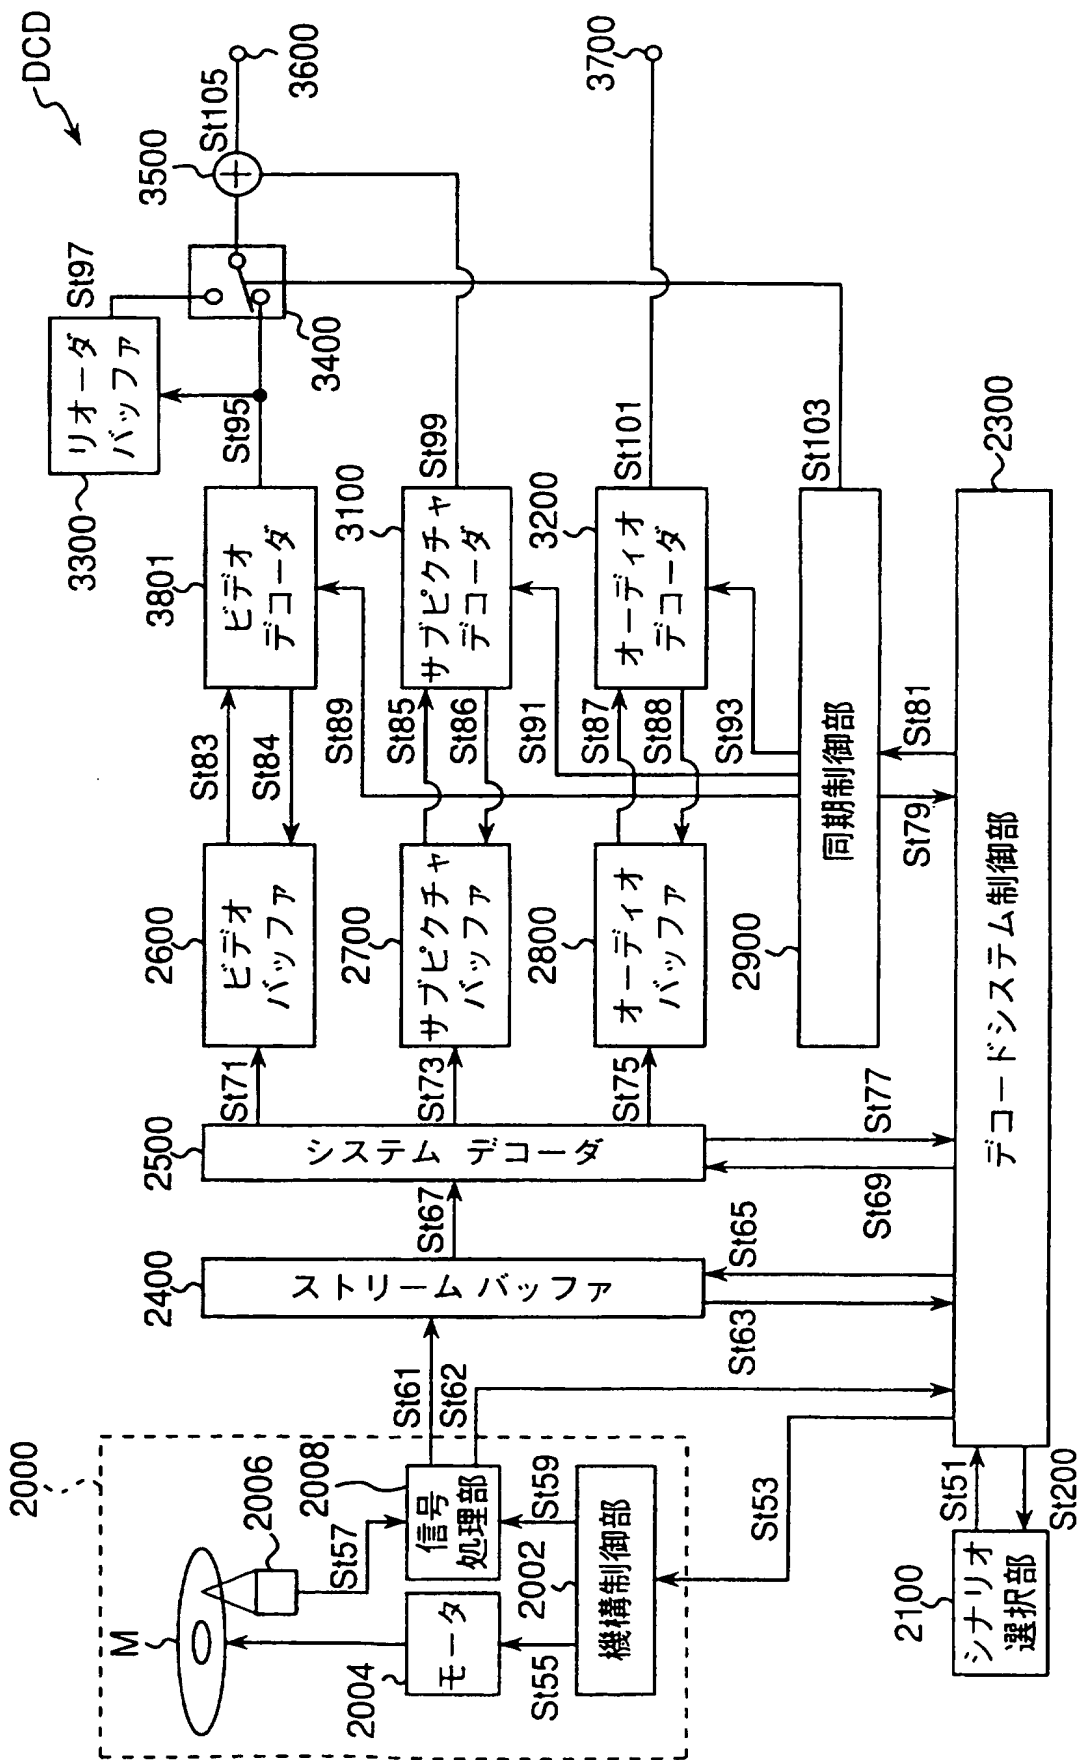 DCD
2000
M
2006
St57
2004
モータ
2008
信号
処理部
St61
St62
St55
2002
St59
機構制御部
St53
2100
シナリオ
選択部
St51
St200
2400
ストリーム バッファ
St67
St63
St65
2500
システム デコーダ
St71
St73
St75
St69
St77
2600
ビデオ
バッファ
St83
St84
St89
2700
サブピクチャ
バッファ
St85
St86
St91
2800
オーディオ
バッファ
St87
St88
St93
2900
同期制御部
St79
St81
St103
2300
デコードシステム制御部
3801
ビデオ
デコーダ
St95
3100
サブピクチャ
デコーダ
St99
3200
オーディオ
デコーダ
St101
3300
リオーダ
バッファ
St97
3400
3500
St105
3600
3700